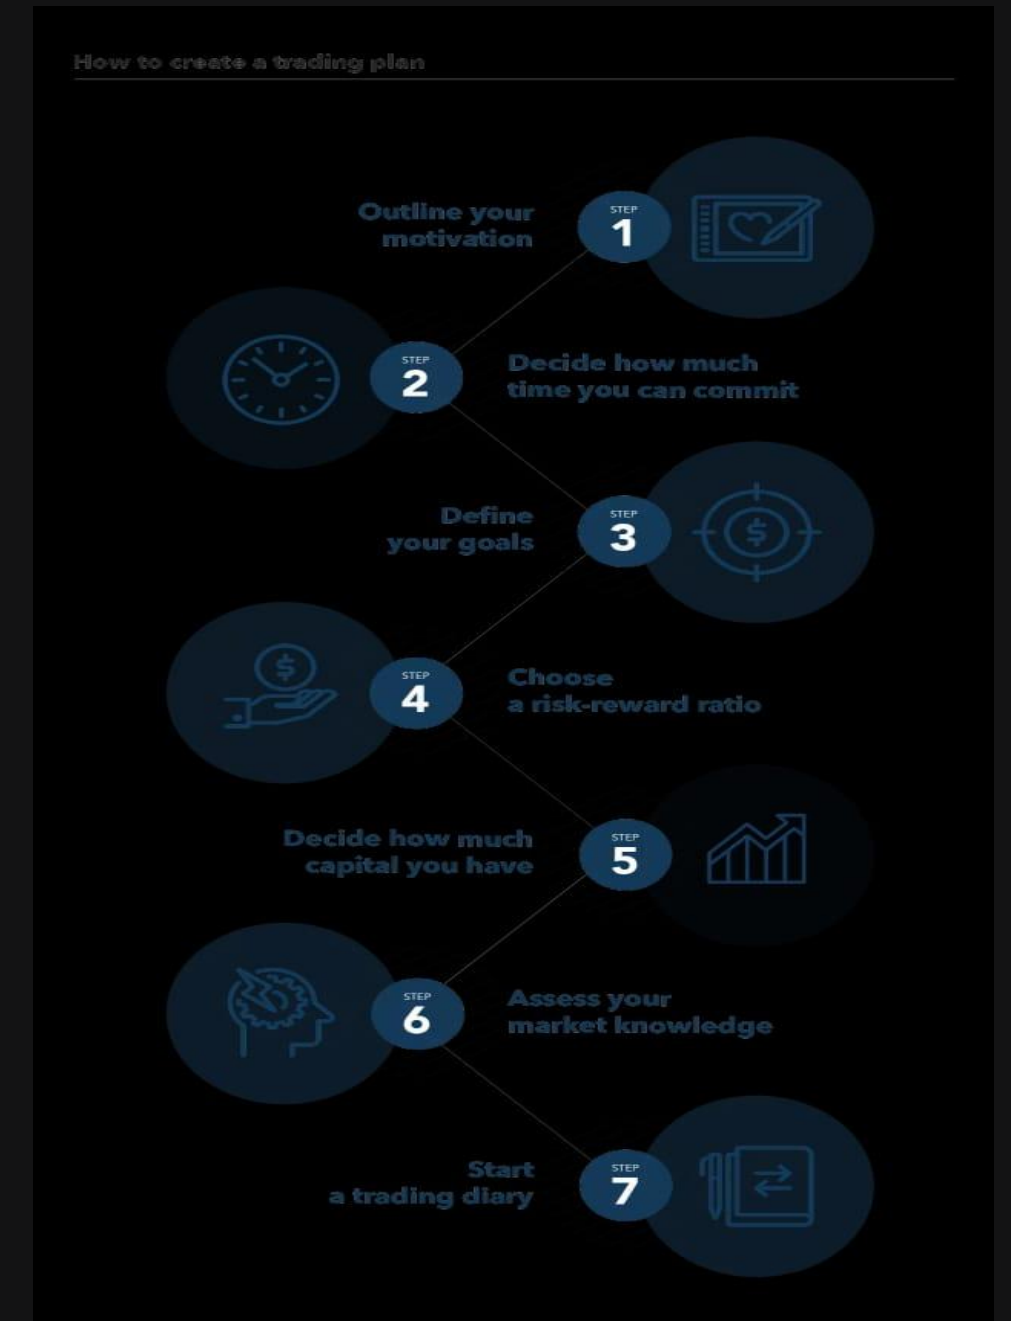 How to create a trading plan
Outline your
motivation
STEP
1
STEP
2
Decide how much
time you can commit
Define
your goals
STEP
3
STEP
4
Choose
a risk-reward ratio
Decide how much
capital you have
STEP
5
STEP
6
Assess your
market knowledge
Start
a trading diary
STEP
7